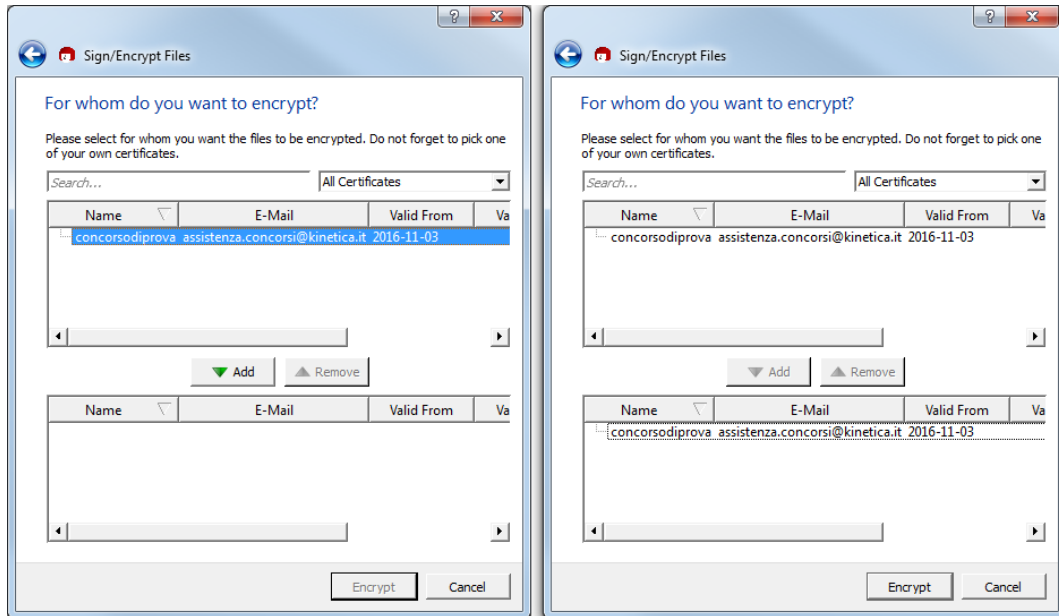 Sign/Encrypt Files
For whom do you want to encrypt?
Please select for whom you want the files to be encrypted. Do not forget to pick one
of your own certificates.
Search... All Certificates
Name E-Mail Valid From Va
concorsodiprova assistenza.concorsi@kinetica.it 2016-11-03
Add Remove
Name E-Mail Valid From Va
Encrypt Cancel
Sign/Encrypt Files
For whom do you want to encrypt?
Please select for whom you want the files to be encrypted. Do not forget to pick one
of your own certificates.
Search... All Certificates
Name E-Mail Valid From Va
concorsodiprova assistenza.concorsi@kinetica.it 2016-11-03
Add Remove
Name E-Mail Valid From Va
concorsodiprova assistenza.concorsi@kinetica.it 2016-11-03
Encrypt Cancel